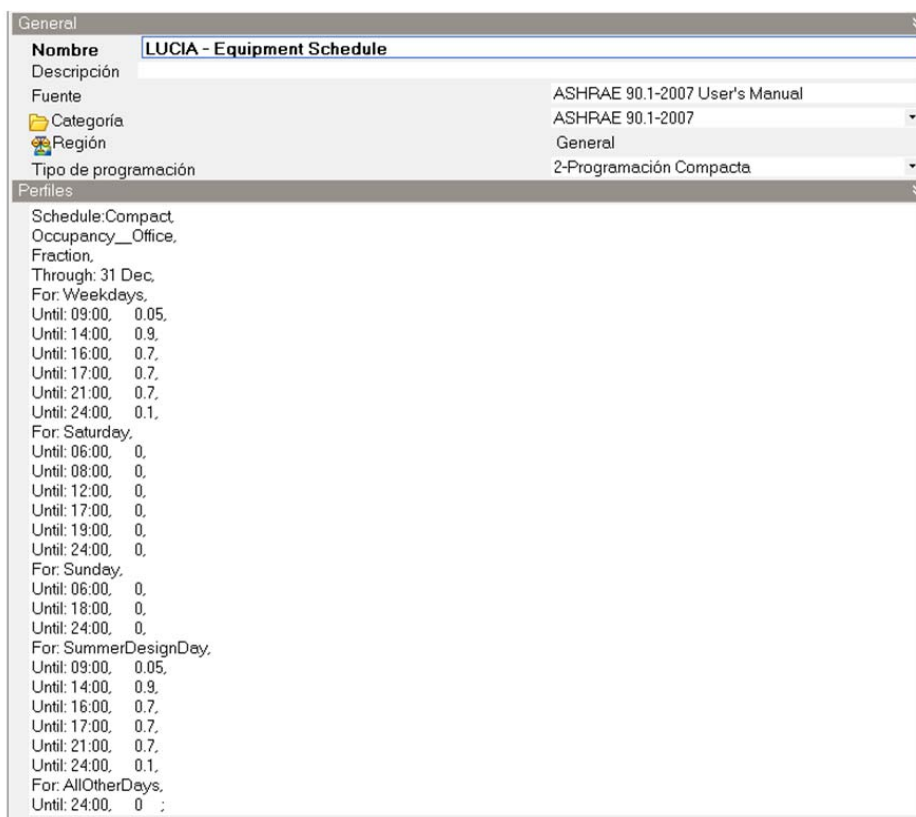 General
Nombre LUCIA - Equipment Schedule
Descripción
Fuente ASHRAE 90.1-2007 User's Manual
Categoría ASHRAE 90.1-2007
Región General
Tipo de programación 2-Programación Compacta
Perfiles
Schedule:Compact,
Occupancy__Office,
Fraction,
Through: 31 Dec,
For: Weekdays,
Until: 09:00, 0.05,
Until: 14:00, 0.9,
Until: 16:00, 0.7,
Until: 17:00, 0.7,
Until: 21:00, 0.7,
Until: 24:00, 0.1,
For: Saturday,
Until: 06:00, 0,
Until: 08:00, 0,
Until: 12:00, 0,
Until: 17:00, 0,
Until: 19:00, 0,
Until: 24:00, 0,
For: Sunday,
Until: 06:00, 0,
Until: 18:00, 0,
Until: 24:00, 0,
For: SummerDesignDay,
Until: 09:00, 0.05,
Until: 14:00, 0.9,
Until: 16:00, 0.7,
Until: 17:00, 0.7,
Until: 21:00, 0.7,
Until: 24:00, 0.1,
For: AllOtherDays,
Until: 24:00, 0 ;